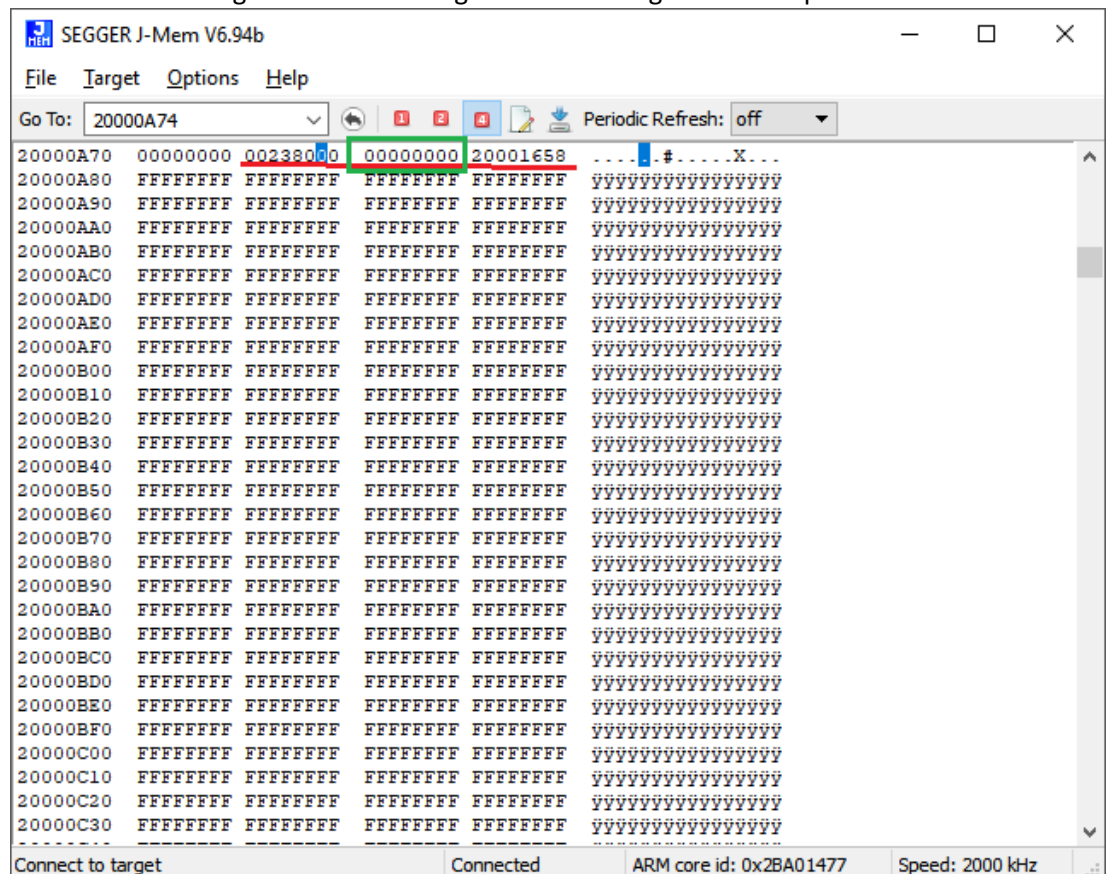 SEGGER J-Mem V6.94b
File Target Options Help
Go To: 20000A74 1 2 4 Periodic Refresh: off
20000A70 00000000 00238000 00000000 20001658 ......#.....X...
20000A80 FFFFFFFF FFFFFFFF FFFFFFFF FFFFFFFF ÿÿÿÿÿÿÿÿÿÿÿÿÿÿÿÿ
20000A90 FFFFFFFF FFFFFFFF FFFFFFFF FFFFFFFF ÿÿÿÿÿÿÿÿÿÿÿÿÿÿÿÿ
20000AA0 FFFFFFFF FFFFFFFF FFFFFFFF FFFFFFFF ÿÿÿÿÿÿÿÿÿÿÿÿÿÿÿÿ
20000AB0 FFFFFFFF FFFFFFFF FFFFFFFF FFFFFFFF ÿÿÿÿÿÿÿÿÿÿÿÿÿÿÿÿ
20000AC0 FFFFFFFF FFFFFFFF FFFFFFFF FFFFFFFF ÿÿÿÿÿÿÿÿÿÿÿÿÿÿÿÿ
20000AD0 FFFFFFFF FFFFFFFF FFFFFFFF FFFFFFFF ÿÿÿÿÿÿÿÿÿÿÿÿÿÿÿÿ
20000AE0 FFFFFFFF FFFFFFFF FFFFFFFF FFFFFFFF ÿÿÿÿÿÿÿÿÿÿÿÿÿÿÿÿ
20000AF0 FFFFFFFF FFFFFFFF FFFFFFFF FFFFFFFF ÿÿÿÿÿÿÿÿÿÿÿÿÿÿÿÿ
20000B00 FFFFFFFF FFFFFFFF FFFFFFFF FFFFFFFF ÿÿÿÿÿÿÿÿÿÿÿÿÿÿÿÿ
20000B10 FFFFFFFF FFFFFFFF FFFFFFFF FFFFFFFF ÿÿÿÿÿÿÿÿÿÿÿÿÿÿÿÿ
20000B20 FFFFFFFF FFFFFFFF FFFFFFFF FFFFFFFF ÿÿÿÿÿÿÿÿÿÿÿÿÿÿÿÿ
20000B30 FFFFFFFF FFFFFFFF FFFFFFFF FFFFFFFF ÿÿÿÿÿÿÿÿÿÿÿÿÿÿÿÿ
20000B40 FFFFFFFF FFFFFFFF FFFFFFFF FFFFFFFF ÿÿÿÿÿÿÿÿÿÿÿÿÿÿÿÿ
20000B50 FFFFFFFF FFFFFFFF FFFFFFFF FFFFFFFF ÿÿÿÿÿÿÿÿÿÿÿÿÿÿÿÿ
20000B60 FFFFFFFF FFFFFFFF FFFFFFFF FFFFFFFF ÿÿÿÿÿÿÿÿÿÿÿÿÿÿÿÿ
20000B70 FFFFFFFF FFFFFFFF FFFFFFFF FFFFFFFF ÿÿÿÿÿÿÿÿÿÿÿÿÿÿÿÿ
20000B80 FFFFFFFF FFFFFFFF FFFFFFFF FFFFFFFF ÿÿÿÿÿÿÿÿÿÿÿÿÿÿÿÿ
20000B90 FFFFFFFF FFFFFFFF FFFFFFFF FFFFFFFF ÿÿÿÿÿÿÿÿÿÿÿÿÿÿÿÿ
20000BA0 FFFFFFFF FFFFFFFF FFFFFFFF FFFFFFFF ÿÿÿÿÿÿÿÿÿÿÿÿÿÿÿÿ
20000BB0 FFFFFFFF FFFFFFFF FFFFFFFF FFFFFFFF ÿÿÿÿÿÿÿÿÿÿÿÿÿÿÿÿ
20000BC0 FFFFFFFF FFFFFFFF FFFFFFFF FFFFFFFF ÿÿÿÿÿÿÿÿÿÿÿÿÿÿÿÿ
20000BD0 FFFFFFFF FFFFFFFF FFFFFFFF FFFFFFFF ÿÿÿÿÿÿÿÿÿÿÿÿÿÿÿÿ
20000BE0 FFFFFFFF FFFFFFFF FFFFFFFF FFFFFFFF ÿÿÿÿÿÿÿÿÿÿÿÿÿÿÿÿ
20000BF0 FFFFFFFF FFFFFFFF FFFFFFFF FFFFFFFF ÿÿÿÿÿÿÿÿÿÿÿÿÿÿÿÿ
20000C00 FFFFFFFF FFFFFFFF FFFFFFFF FFFFFFFF ÿÿÿÿÿÿÿÿÿÿÿÿÿÿÿÿ
20000C10 FFFFFFFF FFFFFFFF FFFFFFFF FFFFFFFF ÿÿÿÿÿÿÿÿÿÿÿÿÿÿÿÿ
20000C20 FFFFFFFF FFFFFFFF FFFFFFFF FFFFFFFF ÿÿÿÿÿÿÿÿÿÿÿÿÿÿÿÿ
20000C30 FFFFFFFF FFFFFFFF FFFFFFFF FFFFFFFF ÿÿÿÿÿÿÿÿÿÿÿÿÿÿÿÿ
Connect to target Connected ARM core id: 0x2BA01477 Speed: 2000 kHz